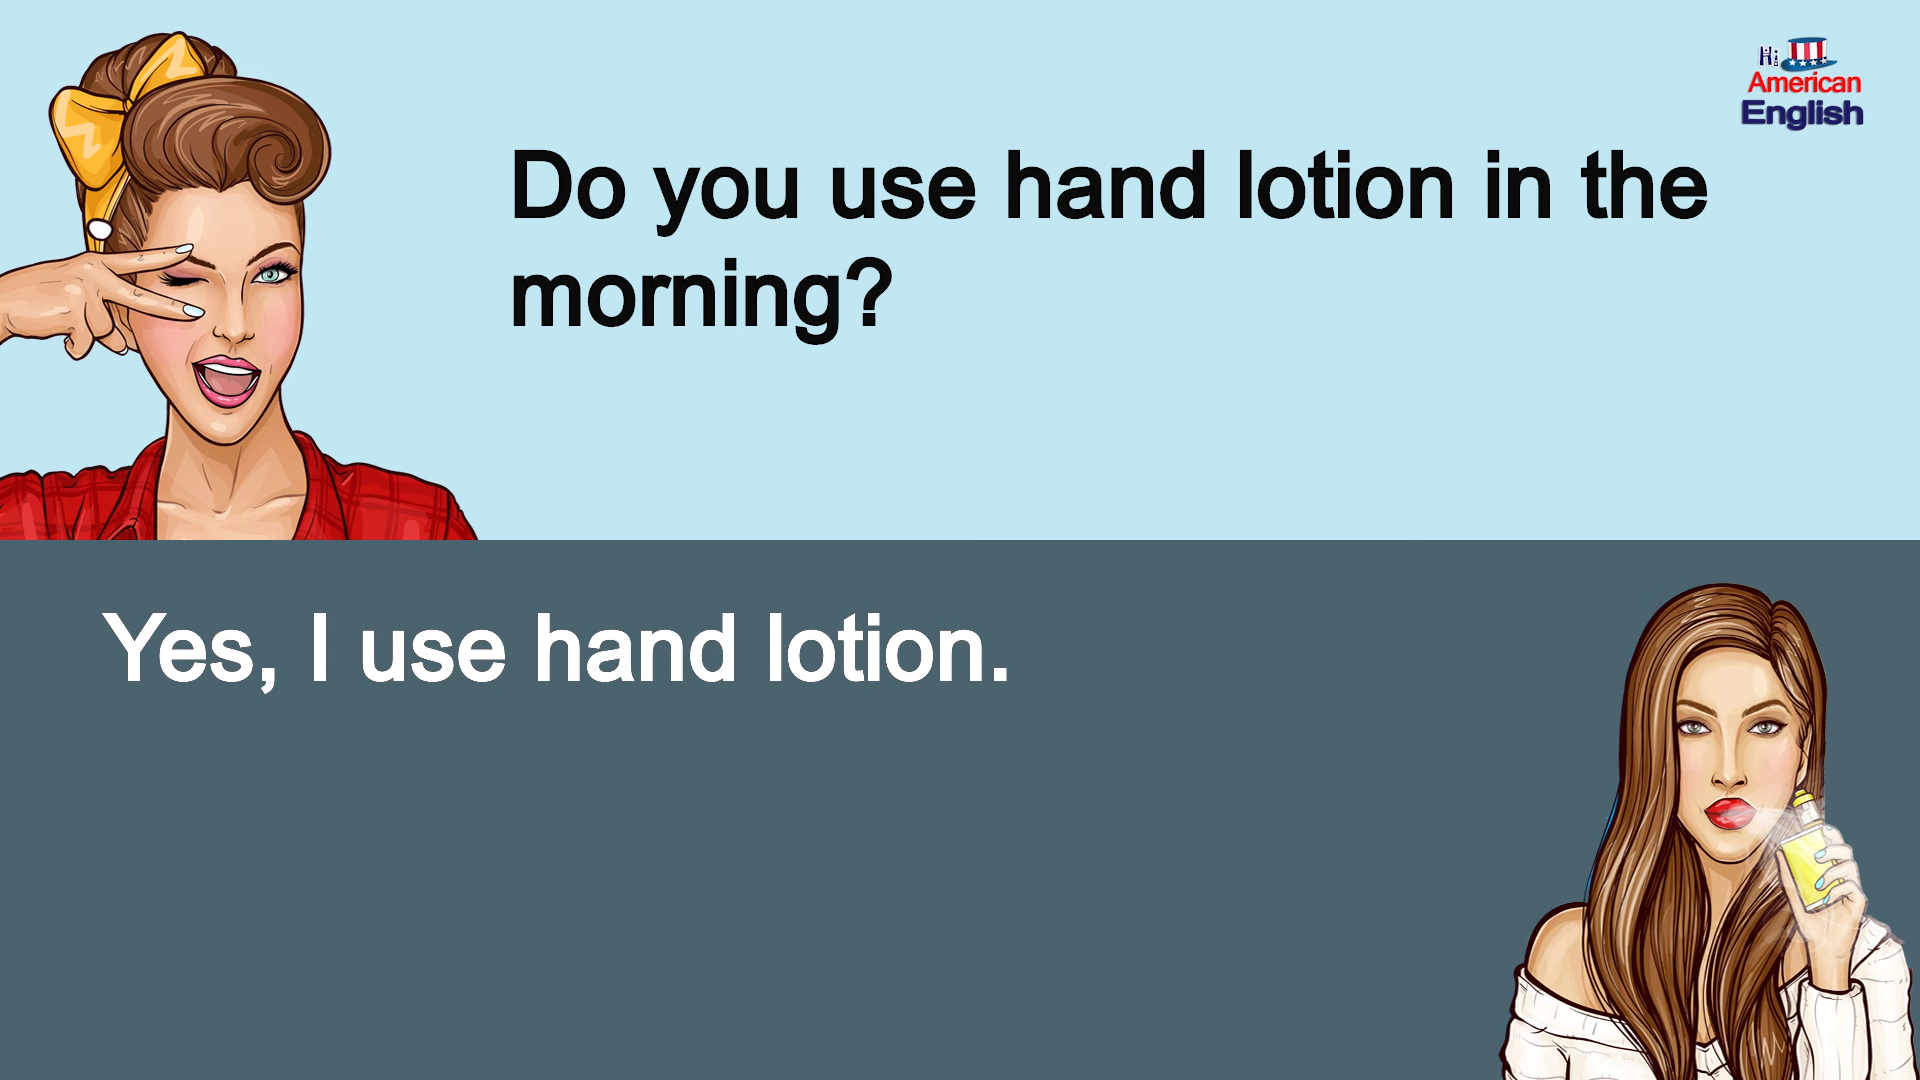 Hi
American
English
Do you use hand lotion in the
morning?
Yes, I use hand lotion.